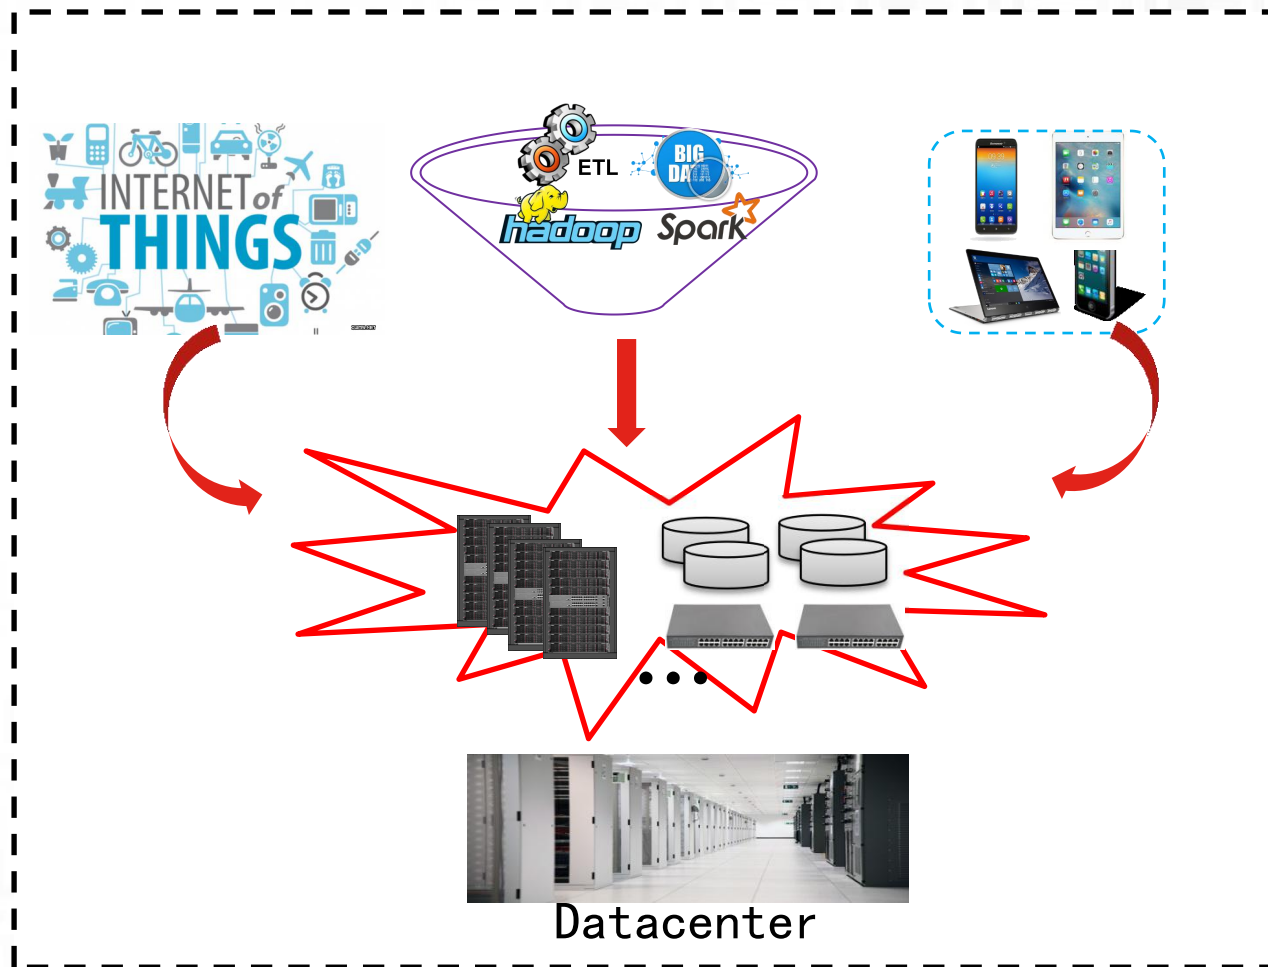 INTERNET of
THINGS
ETL
BIG
DATA
hadoop
Spark
...
Datacenter